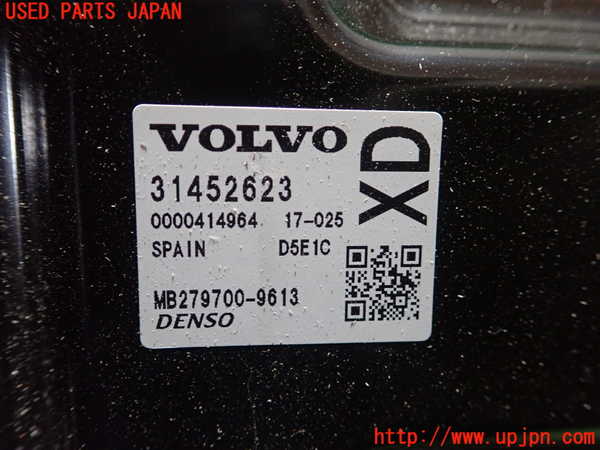 USED PARTS JAPAN
VOLVO
XD
31452623
0000414964 17-025
SPAIN D5E1C
MB279700-9613
DENSO
http://www.upjpn.com/